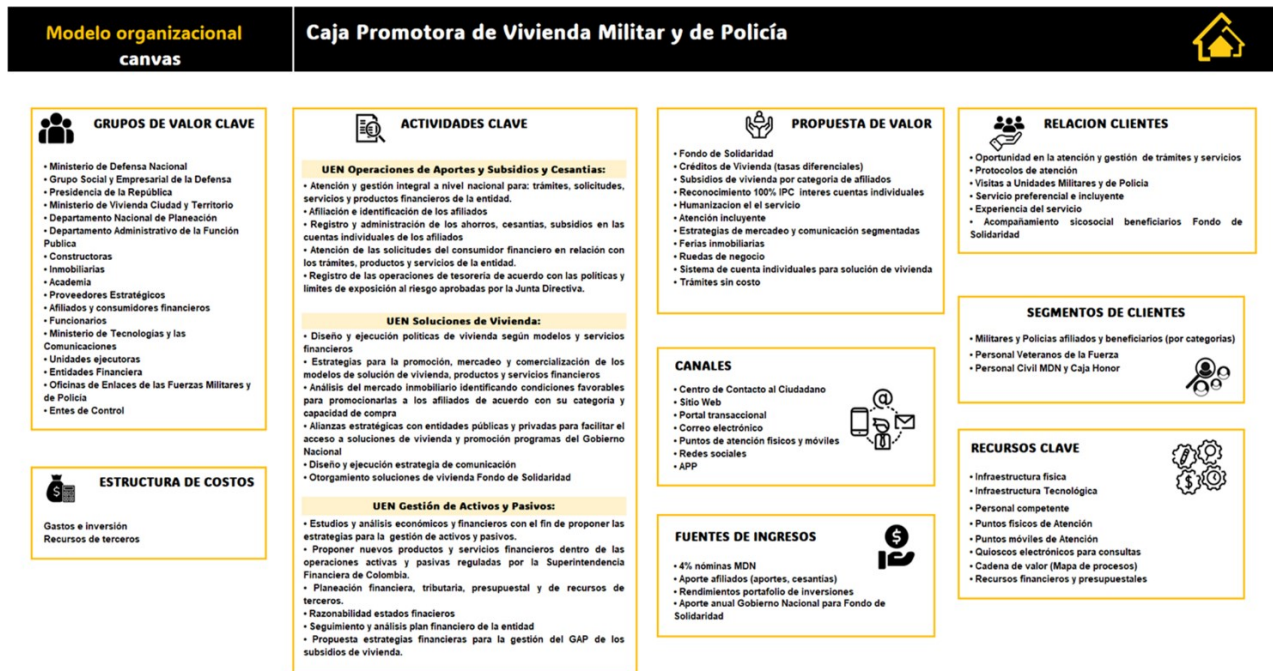 Modelo organizacional
canvas
Caja Promotora de Vivienda Militar y de Policía
GRUPOS DE VALOR CLAVE
• Ministerio de Defensa Nacional
• Grupo Social y Empresarial de la Defensa
• Presidencia de la República
• Ministerio de Vivienda Ciudad y Territorio
• Departamento Nacional de Planeación
• Departamento Administrativo de la Función
Publica
• Constructoras
• Inmobiliarias
• Academia
• Proveedores Estratégicos
• Afiliados y consumidores financieros
• Funcionarios
• Ministerio de Tecnologías y las
Comunicaciones
• Unidades ejecutoras
• Entidades Financiera
• Oficinas de Enlaces de las Fuerzas Militares y
de Policía
• Entes de Control
ESTRUCTURA DE COSTOS
Gastos e inversión
Recursos de terceros
ACTIVIDADES CLAVE
UEN Operaciones de Aportes y Subsidios y Cesantias:
• Atención y gestión integral a nivel nacional para: trámites, solicitudes,
servicios y productos financieros de la entidad.
• Afiliación e identificación de los afiliados
• Registro y administración de los ahorros, cesantías, subsidios en las
cuentas individuales de los afiliados
• Atención de las solicitudes del consumidor financiero en relación con
los trámites, productos y servicios de la entidad.
• Registro de las operaciones de tesorería de acuerdo con las políticas y
límites de exposición al riesgo aprobadas por la Junta Directiva.
UEN Soluciones de Vivienda:
• Diseño y ejecución políticas de vivienda según modelos y servicios
financieros
• Estrategias para la promoción, mercadeo y comercialización de los
modelos de solución de vivienda, productos y servicios financieros
• Análisis del mercado inmobiliario identificando condiciones favorables
para promocionarlas a los afiliados de acuerdo con su categoría y
capacidad de compra
• Alianzas estratégicas con entidades públicas y privadas para facilitar el
acceso a soluciones de vivienda y promoción programas del Gobierno
Nacional
• Diseño y ejecución estrategia de comunicación
• Otorgamiento soluciones de vivienda Fondo de Solidaridad
UEN Gestión de Activos y Pasivos:
• Estudios y análisis económicos y financieros con el fin de proponer las
estrategias para la gestión de activos y pasivos.
• Proponer nuevos productos y servicios financieros dentro de las
operaciones activas y pasivas reguladas por la Superintendencia
Financiera de Colombia.
• Planeación financiera, tributaria, presupuestal y de recursos de
terceros.
• Razonabilidad estados finacieros
• Seguimiento y análisis plan financiero de la entidad
• Propuesta estrategias financieras para la gestión del GAP de los
subsidios de vivienda.
PROPUESTA DE VALOR
• Fondo de Solidaridad
• Créditos de Vivienda (tasas diferenciales)
• Subsidios de vivienda por categoria de afiliados
• Reconocimiento 100% IPC interes cuentas individuales
• Humanizacion el el servicio
• Atención incluyente
• Estrategias de mercadeo y comunicación segmentadas
• Ferias inmobiliarias
• Ruedas de negocio
• Sistema de cuenta individuales para solución de vivienda
• Trámites sin costo
CANALES
• Centro de Contacto al Ciudadano
• Sitio Web
• Portal transaccional
• Correo electrónico
• Puntos de atención físicos y móviles
• Redes sociales
• APP
FUENTES DE INGRESOS
• 4% nóminas MDN
• Aporte afiliados (aportes, cesantías)
• Rendimientos portafolio de inversiones
• Aporte anual Gobierno Nacional para Fondo de
Solidaridad
RELACION CLIENTES
• Oportunidad en la atención y gestión de trámites y servicios
• Protocolos de atención
• Visitas a Unidades Militares y de Policia
• Servicio preferencial e incluyente
• Experiencia del servicio
• Acompañamiento sicosocial beneficiarios Fondo de
Solidaridad
SEGMENTOS DE CLIENTES
• Militares y Policías afiliados y beneficiarios (por categorías)
• Personal Veteranos de la Fuerza
• Personal Civil MDN y Caja Honor
RECURSOS CLAVE
• Infraestructura física
• Infraestructura Tecnológica
• Personal competente
• Puntos físicos de Atención
• Puntos móviles de Atención
• Quioscos electrónicos para consultas
• Cadena de valor (Mapa de procesos)
• Recursos financieros y presupuestales